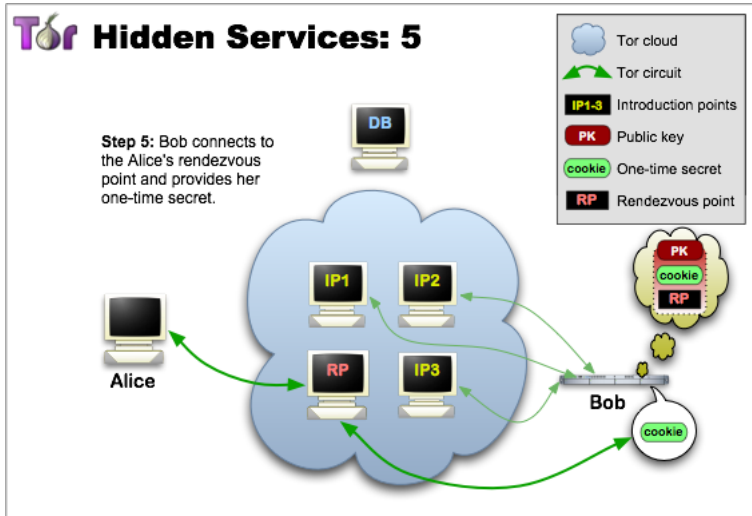 Tor Hidden Services: 5
Tor cloud
Tor circuit
IP1-3 Introduction points
PK Public key
cookie One-time secret
RP Rendezvous point
Step 5: Bob connects to
the Alice's rendezvous
point and provides her
one-time secret.
DB
PK
cookie
RP
IP1
IP2
Alice
RP
IP3
Bob
cookie